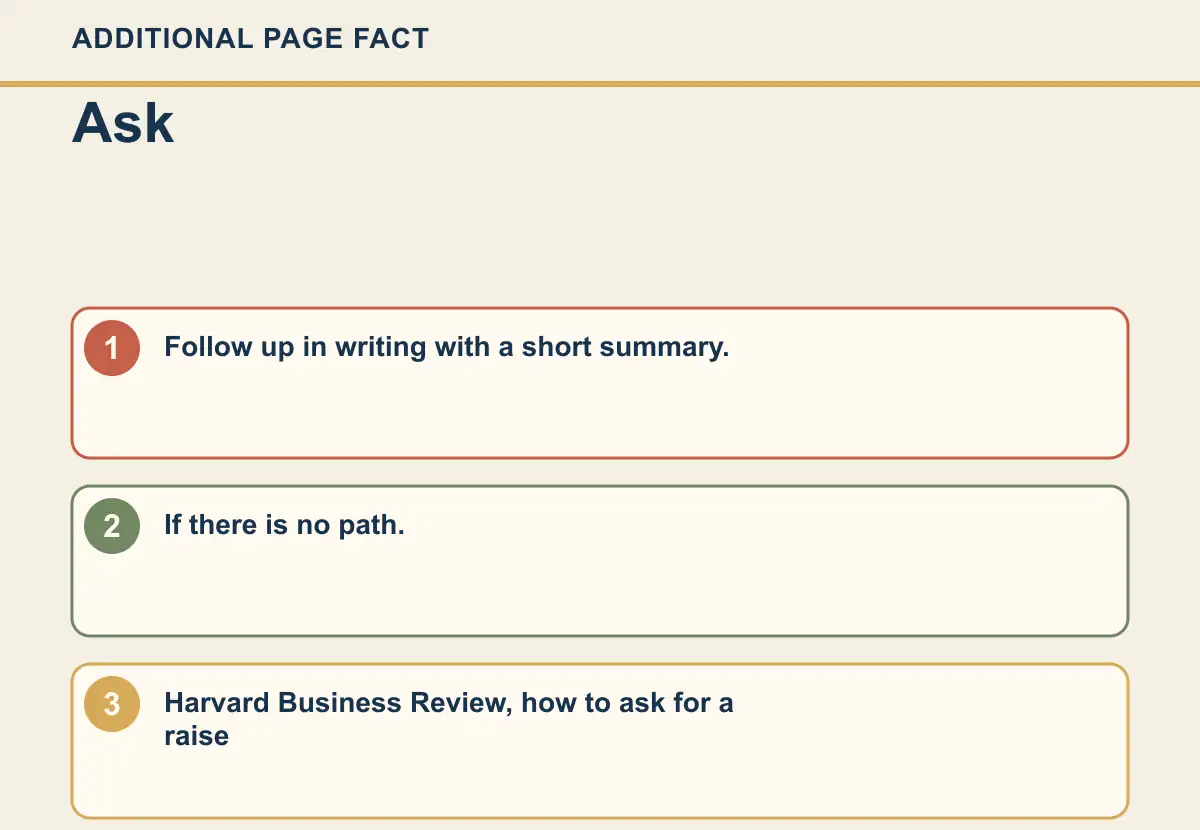 ADDITIONAL PAGE FACT
Ask
1
Follow up in writing with a short summary.
2
If there is no path.
3
Harvard Business Review, how to ask for a
raise